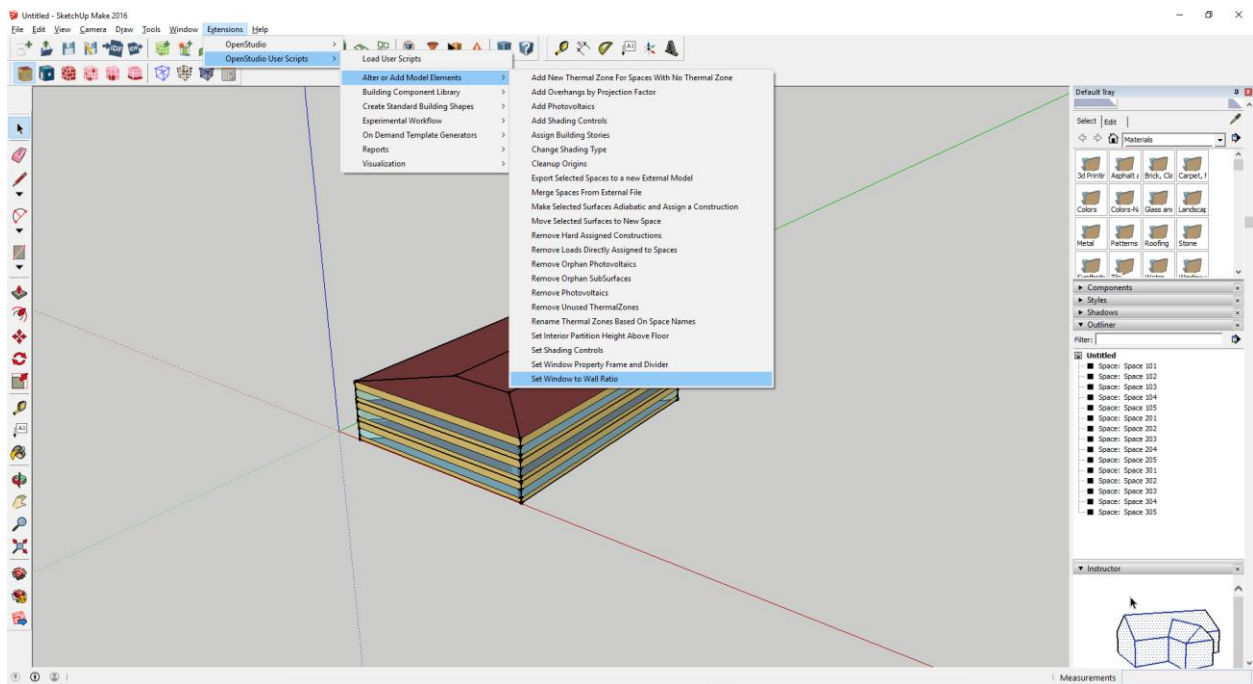 Untitled - SketchUp Make 2016
File Edit View Camera Draw Tools Window Extensions Help
OpenStudio
OpenStudio User Scripts
Load User Scripts
Alter or Add Model Elements
Building Component Library
Create Standard Building Shapes
Experimental Workflow
On Demand Template Generators
Reports
Visualization
Add New Thermal Zone For Spaces With No Thermal Zone
Add Overhangs by Projection Factor
Add Photovoltaics
Add Shading Controls
Assign Building Stories
Change Shading Type
Cleanup Origins
Export Selected Spaces to a new External Model
Merge Spaces From External File
Make Selected Surfaces Adiabatic and Assign a Construction
Move Selected Surfaces to New Space
Remove Hard Assigned Constructions
Remove Loads Directly Assigned to Spaces
Remove Orphan Photovoltaics
Remove Orphan SubSurfaces
Remove Photovoltaics
Remove Unused ThermalZones
Rename Thermal Zones Based On Space Names
Set Interior Partition Height Above Floor
Set Shading Controls
Set Window Property Frame and Divider
Set Window to Wall Ratio
Default Tray
Select Edit
Materials
3d Printir Asphalt a Brick, Cla Carpet, F
Colors Colors-Na Glass and Landscap
Metal Patterns Roofing Stone
Components
Styles
Shadows
Outliner
Filter:
Untitled
Space: Space 101
Space: Space 102
Space: Space 103
Space: Space 104
Space: Space 105
Space: Space 201
Space: Space 202
Space: Space 203
Space: Space 204
Space: Space 205
Space: Space 301
Space: Space 302
Space: Space 303
Space: Space 304
Space: Space 305
Instructor
Measurements